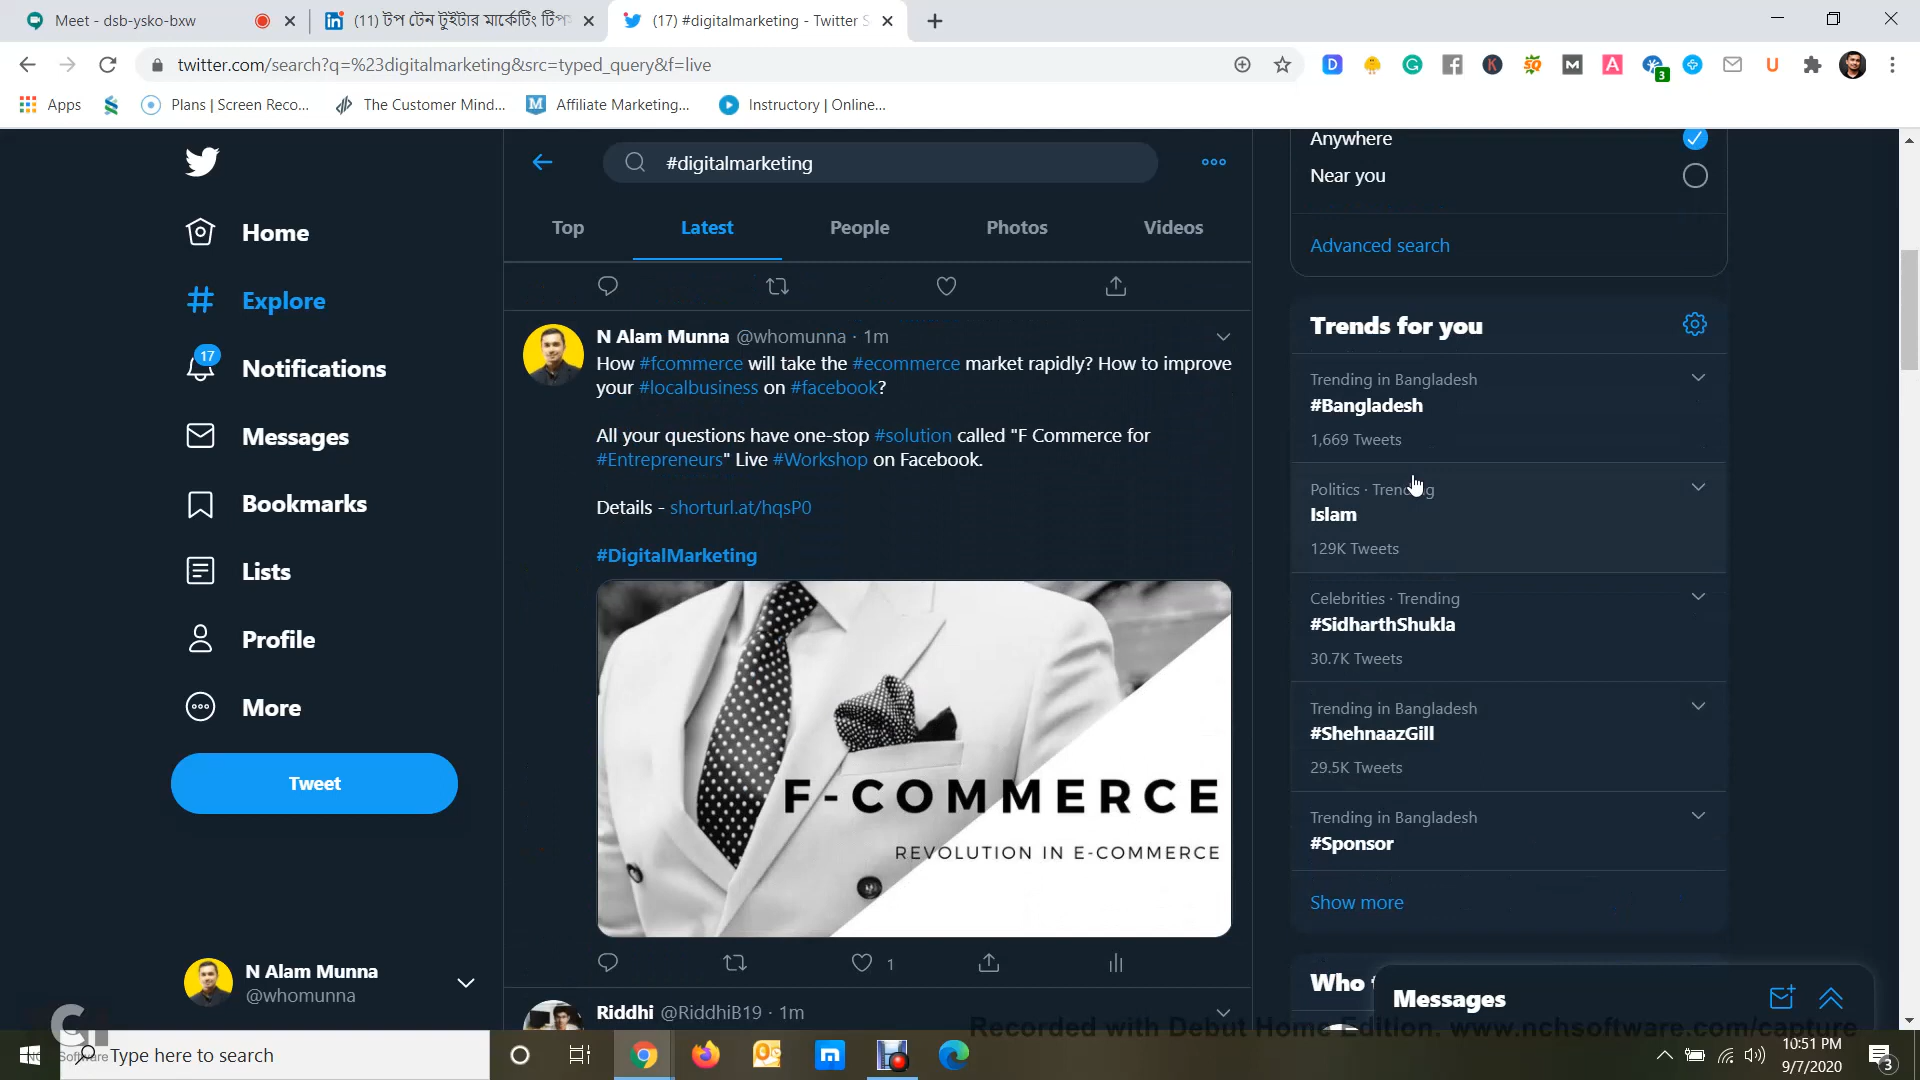 Meet - dsb-ysko-bxw
(11) টপ টেন টুইটার মার্কেটিং টিপস
(17) #digitalmarketing - Twitter S
twitter.com/search?q=%23digitalmarketing&src=typed_query&f=live
Apps
Plans | Screen Reco...
The Customer Mind...
Affiliate Marketing...
Instructory | Online...
Home
Explore
17
Notifications
Messages
Bookmarks
Lists
Profile
More
Tweet
N Alam Munna
@whomunna
#digitalmarketing
Top
Latest
People
Photos
Videos
N Alam Munna @whomunna · 1m
How #fcommerce will take the #ecommerce market rapidly? How to improve
your #localbusiness on #facebook?
All your questions have one-stop #solution called "F Commerce for
#Entrepreneurs" Live #Workshop on Facebook.
Details - shorturl.at/hqsP0
#DigitalMarketing
F-COMMERCE
REVOLUTION IN E-COMMERCE
1
Riddhi @RiddhiB19 · 1m
Anywhere
Near you
Advanced search
Trends for you
Trending in Bangladesh
#Bangladesh
1,669 Tweets
Politics · Trending
Islam
129K Tweets
Celebrities · Trending
#SidharthShukla
30.7K Tweets
Trending in Bangladesh
#ShehnaazGill
29.5K Tweets
Trending in Bangladesh
#Sponsor
Show more
Who
Messages
Recorded with Debut Home Edition. www.nchsoftware.com/capture
NCH Software
Type here to search
10:51 PM
9/7/2020
3